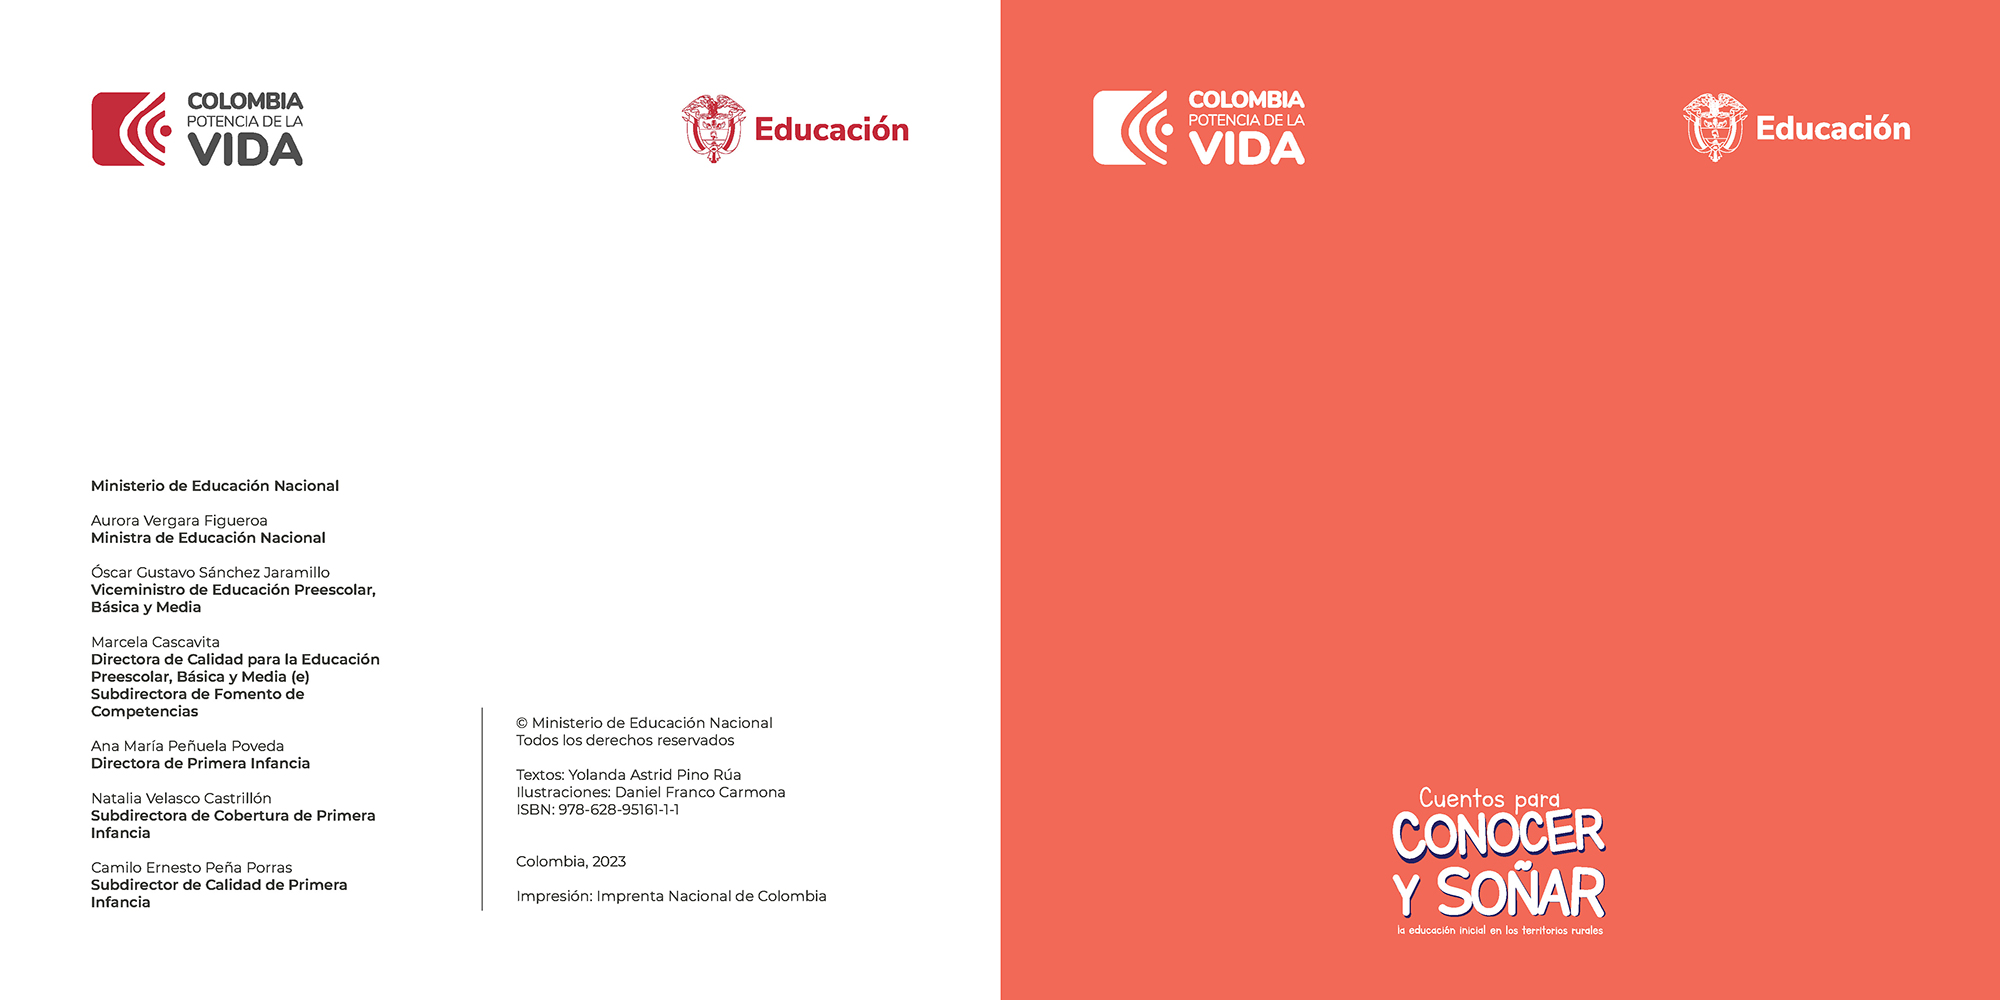 COLOMBIA
POTENCIA DE LA
VIDA
Educación
Ministerio de Educación Nacional
Aurora Vergara Figueroa
Ministra de Educación Nacional
Óscar Gustavo Sánchez Jaramillo
Viceministro de Educación Preescolar,
Básica y Media
Marcela Cascavita
Directora de Calidad para la Educación
Preescolar, Básica y Media (e)
Subdirectora de Fomento de
Competencias
Ana María Peñuela Poveda
Directora de Primera Infancia
Natalia Velasco Castrillón
Subdirectora de Cobertura de Primera
Infancia
Camilo Ernesto Peña Porras
Subdirector de Calidad de Primera
Infancia
© Ministerio de Educación Nacional
Todos los derechos reservados
Textos: Yolanda Astrid Pino Rúa
Ilustraciones: Daniel Franco Carmona
ISBN: 978-628-95161-1-1
Colombia, 2023
Impresión: Imprenta Nacional de Colombia
COLOMBIA
POTENCIA DE LA
VIDA
Educación
Cuentos para
CONOCER
Y SOÑAR
la educación inicial en los territorios rurales